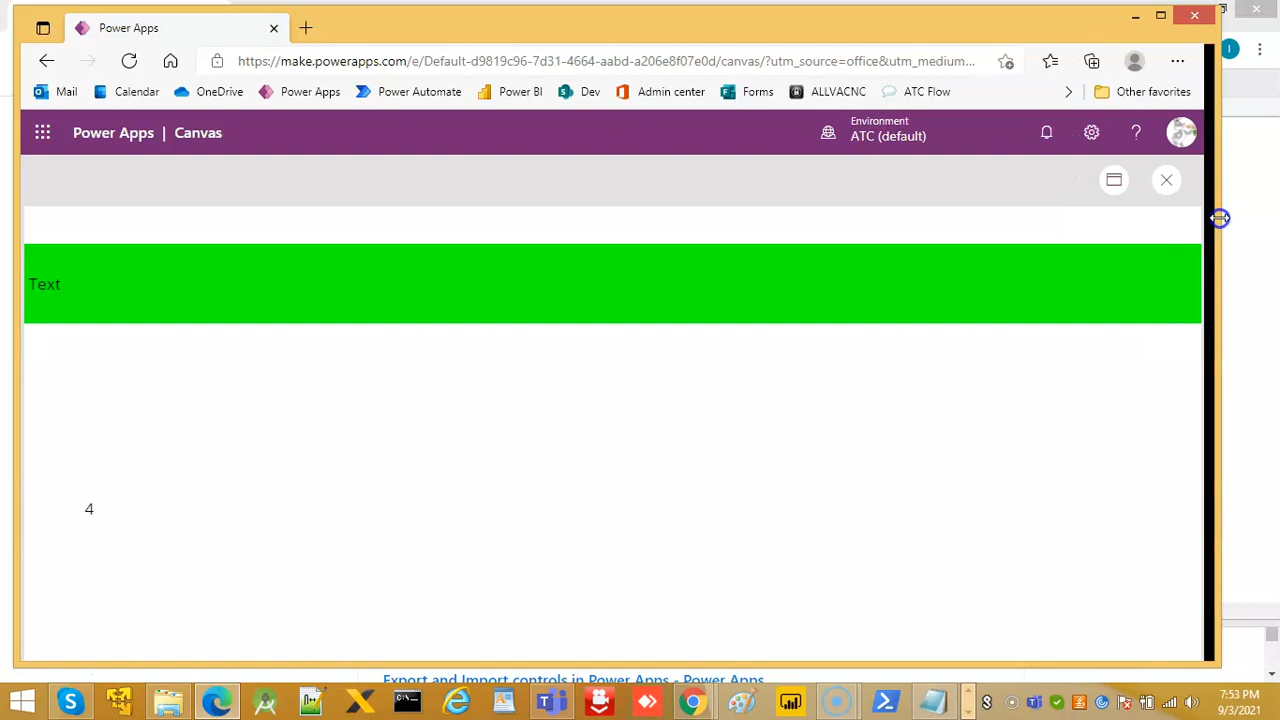 Power Apps
https://make.powerapps.com/e/Default-d9819c96-7d31-4664-aabd-a206e8f07e0d/canvas/?utm_source=office&utm_medium...
Mail Calendar OneDrive Power Apps Power Automate Power BI Dev Admin center Forms ALLVACNC ATC Flow Other favorites
Power Apps | Canvas
Environment
ATC (default)
Text
4
Export and Import controls in Power Apps - Power Apps
7:53 PM
9/3/2021